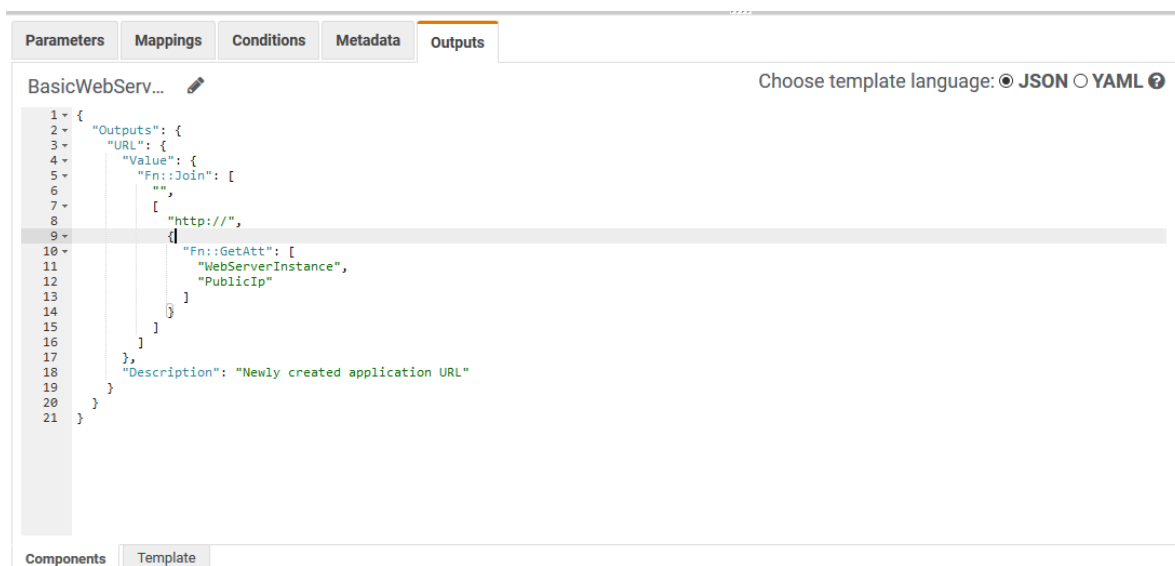 Parameters Mappings Conditions Metadata Outputs
BasicWebServ... Choose template language: JSON YAML ?
1 {
2 "Outputs": {
3 "URL": {
4 "Value": {
5 "Fn::Join": [
6 "",
7 [
8 "http://",
9 {
10 "Fn::GetAtt": [
11 "WebServerInstance",
12 "PublicIp"
13 ]
14 }
15 ]
16 ]
17 },
18 "Description": "Newly created application URL"
19 }
20 }
21 }
Components Template